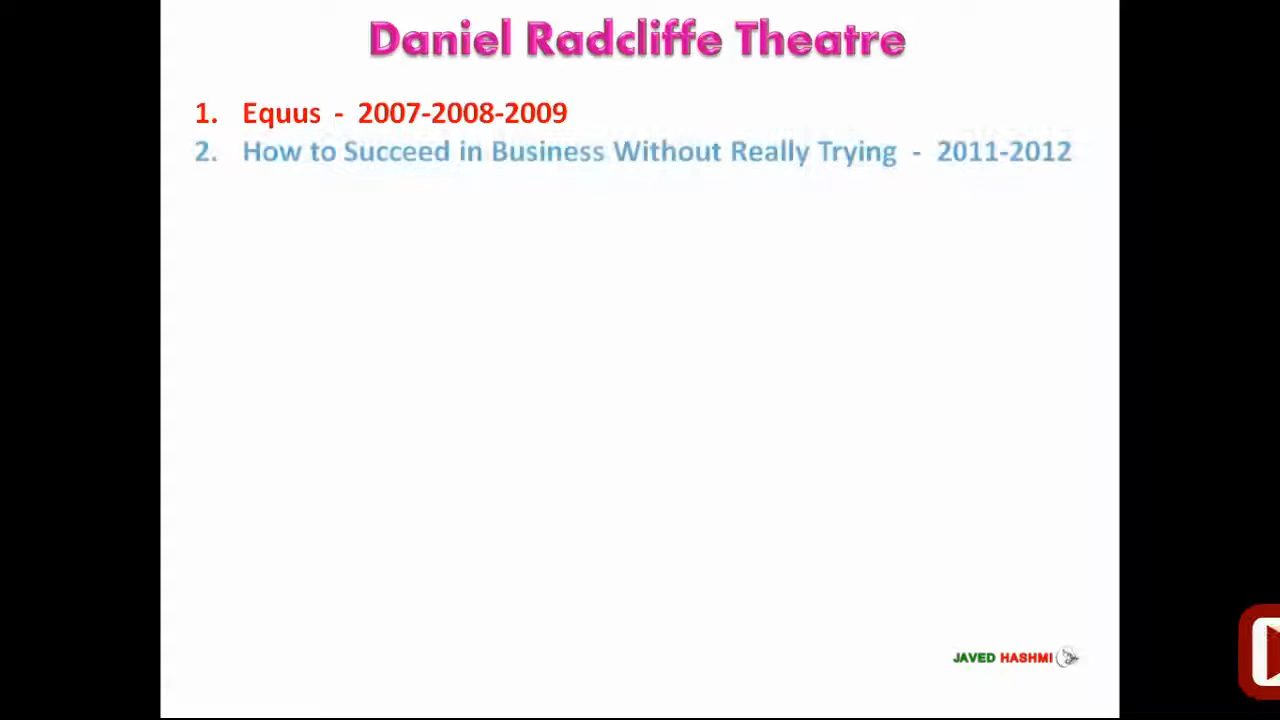 Daniel Radcliffe Theatre
1. Equus - 2007-2008-2009
2. How to Succeed in Business Without Really Trying - 2011-2012
JAVED HASHMI